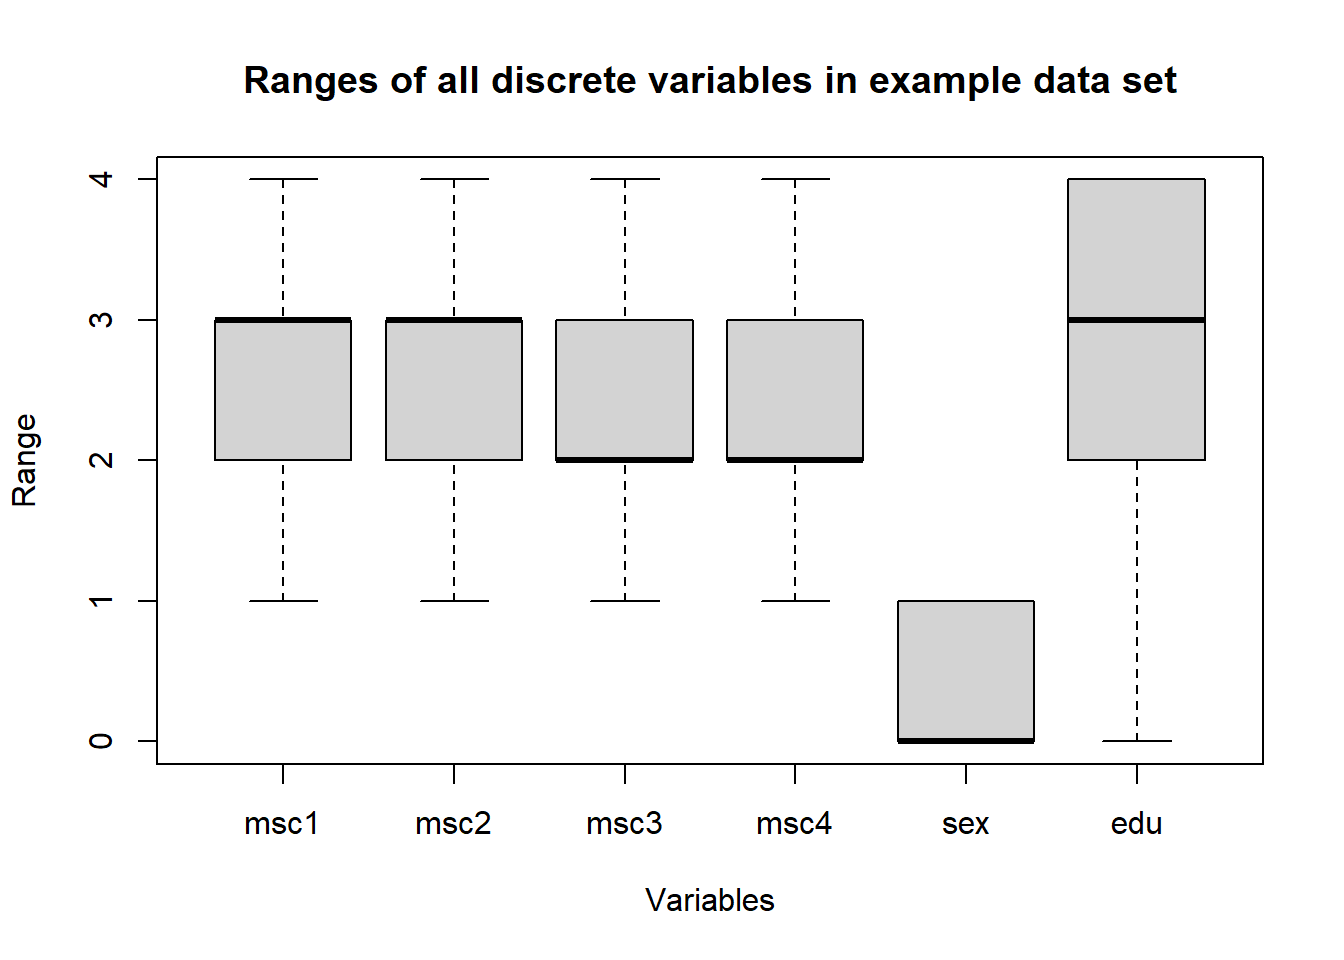 Ranges of all discrete variables in example data set
Range
4
3
2
1
0
msc1 msc2 msc3 msc4 sex edu
Variables